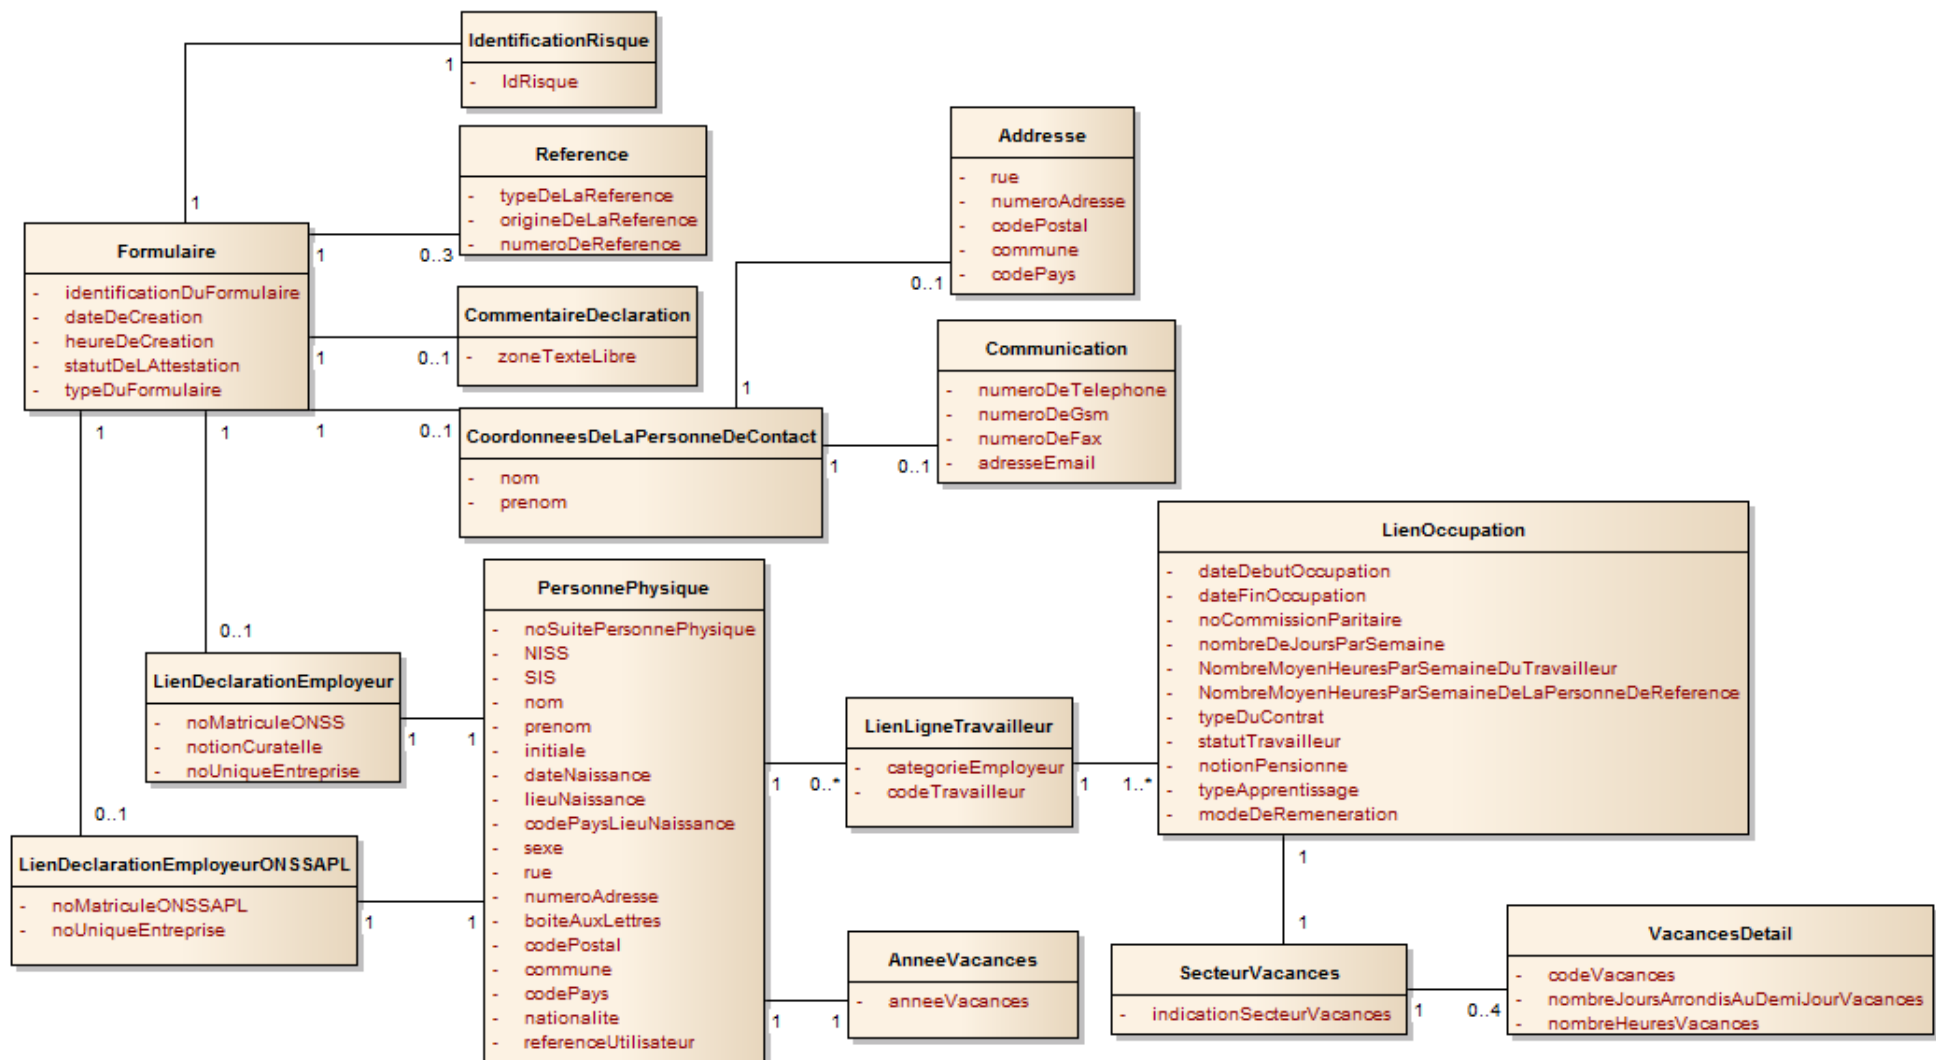 IdentificationRisque
- IdRisque
1
1
Reférence
- typeDeLaReference
- origineDeLaReference
- numeroDeReférence
1
0..3
Addresse
- rue
- numeroAdresse
- codePostal
- commune
- codePays
0..1
Formulaire
- identificationDuFormulaire
- dateDeCreation
- heureDeCreation
- statutDeLAttestation
- typeDuFormulaire
CommentaireDeclaration
- zoneTexteLibre
1
0..1
Communication
- numeroDeTelephone
- numeroDeGsm
- numeroDeFax
- adresseEmail
1
1
0..1
1
1
1
0..1
CoordonneesDeLaPersonneDeContact
- nom
- prenom
LienOccupation
- dateDebutOccupation
- dateFinOccupation
- noCommissionParitaire
- nombreDeJoursParSemaine
- NombreMoyenHeuresParSemaineDuTravailleur
- NombreMoyenHeuresParSemaineDeLaPersonneDeReference
- typeDuContrat
- statutTravailleur
- notionPensionne
- typeApprentissage
- modeDeRemeneration
PersonnePhysique
- noSuitePersonnePhysique
- NISS
- SIS
- nom
- prenom
- initiale
- dateNaissance
- lieuNaissance
- codePaysLieuNaissance
- sexe
- rue
- numeroAdresse
- boiteAuxLettres
- codePostal
- commune
- codePays
- nationalite
- referenceUtilisateur
0..1
LienDeclarationEmployeur
- noMatriculeONSS
- notionCuratelle
- noUniqueEntreprise
1
1
LienLigneTravailleur
- categorieEmployeur
- codeTravailleur
1
0..*
1
1..*
0..1
LienDeclarationEmployeurONSSAPL
- noMatriculeONSSAPL
- noUniqueEntreprise
1
1
AnneeVacances
- anneeVacances
1
1
1
1
SecteurVacances
- indicationSecteurVacances
1
0..4
VacancesDetail
- codeVacances
- nombreJoursArrondisAuDemiJourVacances
- nombreHeuresVacances